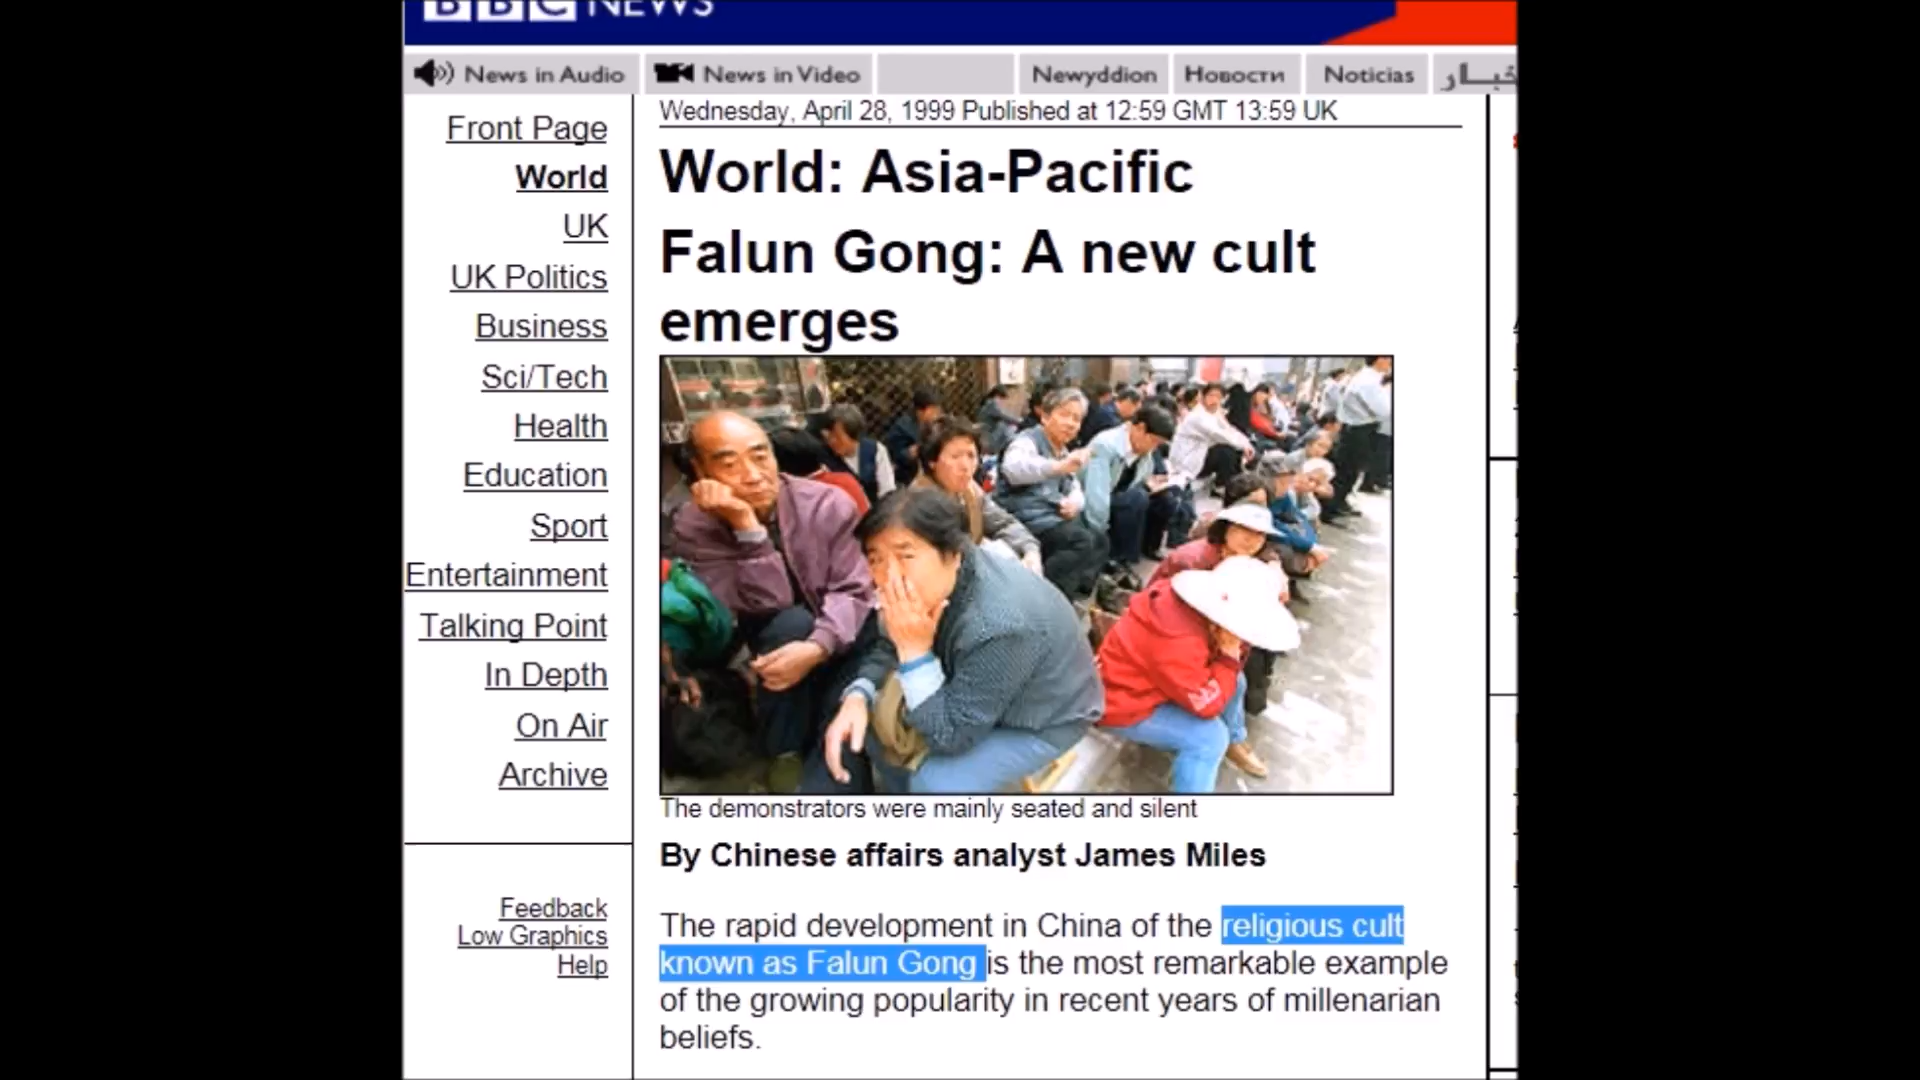 BBC NEWS
News in Audio
News in Video
Newyddion
Новости
Noticias
Wednesday, April 28, 1999 Published at 12:59 GMT 13:59 UK
Front Page
World
UK
UK Politics
Business
Sci/Tech
Health
Education
Sport
Entertainment
Talking Point
In Depth
On Air
Archive
Feedback
Low Graphics
Help
World: Asia-Pacific
Falun Gong: A new cult
emerges
The demonstrators were mainly seated and silent
By Chinese affairs analyst James Miles
The rapid development in China of the religious cult
known as Falun Gong is the most remarkable example
of the growing popularity in recent years of millenarian
beliefs.